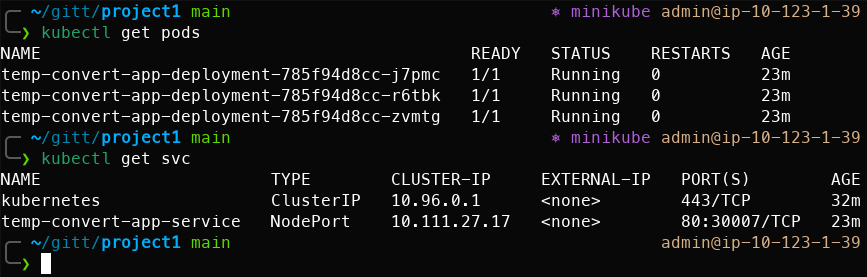 ~/gitt/project1 main ⎈ minikube admin@ip-10-123-1-39
❯ kubectl get pods
NAME READY STATUS RESTARTS AGE
temp-convert-app-deployment-785f94d8cc-j7pmc 1/1 Running 0 23m
temp-convert-app-deployment-785f94d8cc-r6tbk 1/1 Running 0 23m
temp-convert-app-deployment-785f94d8cc-zvmtg 1/1 Running 0 23m
~/gitt/project1 main ⎈ minikube admin@ip-10-123-1-39
❯ kubectl get svc
NAME TYPE CLUSTER-IP EXTERNAL-IP PORT(S) AGE
kubernetes ClusterIP 10.96.0.1 <none> 443/TCP 32m
temp-convert-app-service NodePort 10.111.27.17 <none> 80:30007/TCP 23m
~/gitt/project1 main admin@ip-10-123-1-39
❯